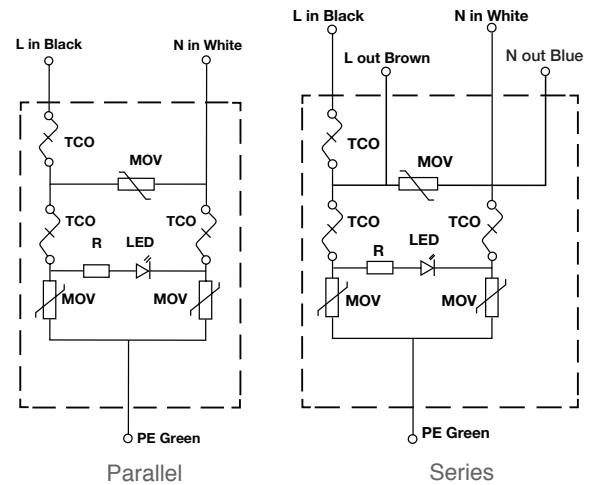 L in Black
N in White
TCO
MOV
TCO
TCO
R
LED
MOV
MOV
PE Green
Parallel
L in Black
N in White
L out Brown
N out Blue
TCO
MOV
TCO
TCO
R
LED
MOV
MOV
PE Green
Series